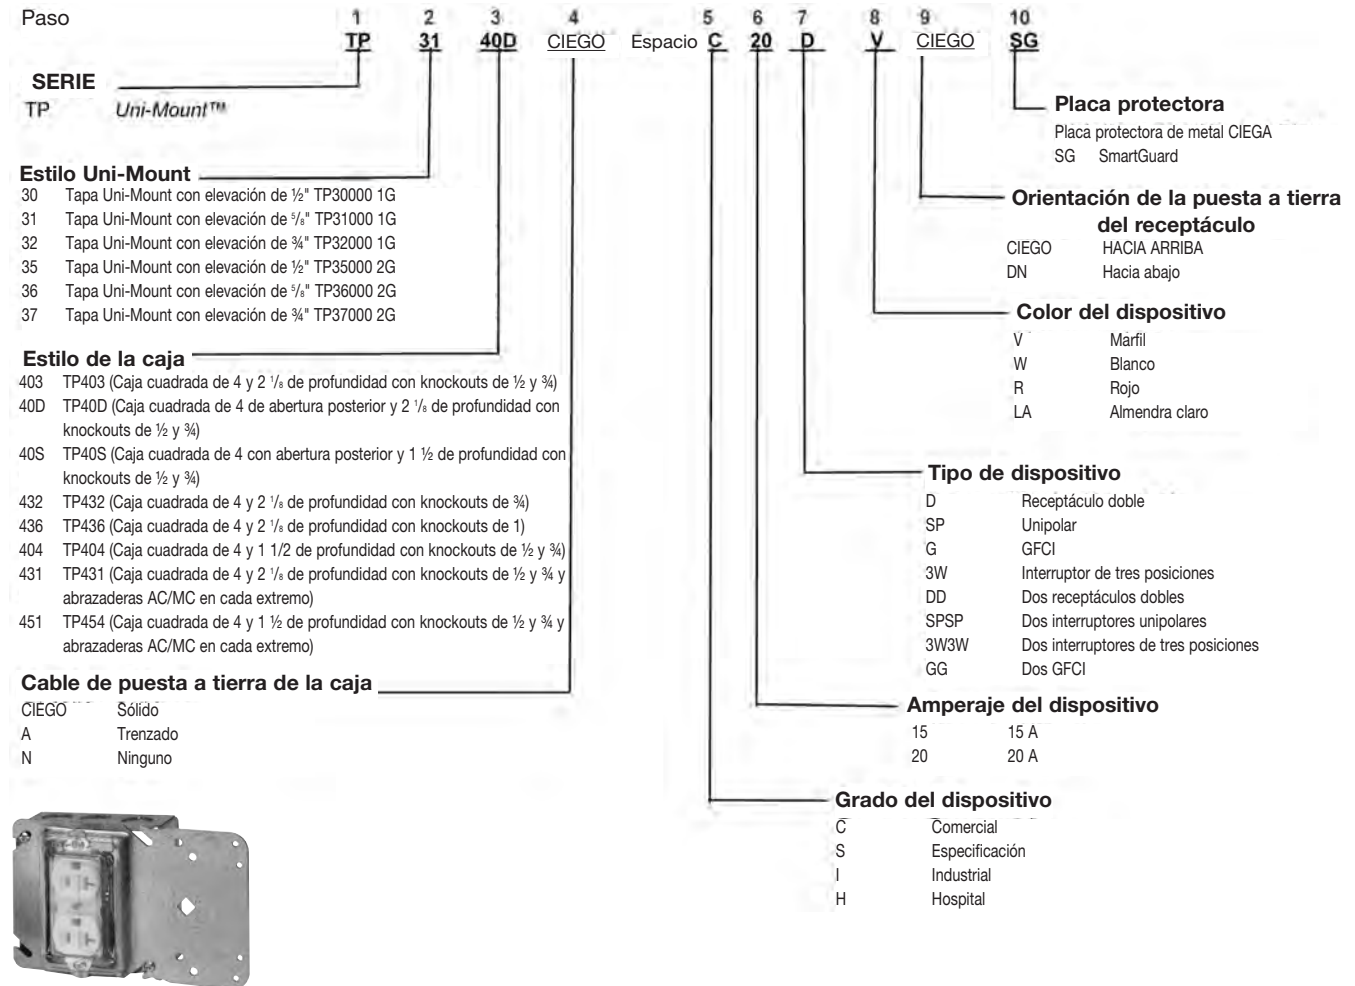 Paso 1 2 3 4 5 6 7 8 9 10
TP 31 40D CIEGO Espacio C 20 D V CIEGO SG
SERIE
TP Uni-Mount™
Estilo Uni-Mount
30 Tapa Uni-Mount con elevación de ½" TP30000 1G
31 Tapa Uni-Mount con elevación de ⁵/₈" TP31000 1G
32 Tapa Uni-Mount con elevación de ¾" TP32000 1G
35 Tapa Uni-Mount con elevación de ½" TP35000 2G
36 Tapa Uni-Mount con elevación de ⁵/₈" TP36000 2G
37 Tapa Uni-Mount con elevación de ¾" TP37000 2G
Estilo de la caja
403 TP403 (Caja cuadrada de 4 y 2 ¹/₈ de profundidad con knockouts de ½ y ¾)
40D TP40D (Caja cuadrada de 4 de abertura posterior y 2 ¹/₈ de profundidad con
knockouts de ½ y ¾)
40S TP40S (Caja cuadrada de 4 con abertura posterior y 1 ½ de profundidad con
knockouts de ½ y ¾)
432 TP432 (Caja cuadrada de 4 y 2 ¹/₈ de profundidad con knockouts de ¾)
436 TP436 (Caja cuadrada de 4 y 2 ¹/₈ de profundidad con knockouts de 1)
404 TP404 (Caja cuadrada de 4 y 1 1/2 de profundidad con knockouts de ½ y ¾)
431 TP431 (Caja cuadrada de 4 y 2 ¹/₈ de profundidad con knockouts de ½ y ¾ y
abrazaderas AC/MC en cada extremo)
451 TP454 (Caja cuadrada de 4 y 1 ½ de profundidad con knockouts de ½ y ¾ y
abrazaderas AC/MC en cada extremo)
Cable de puesta a tierra de la caja
CIEGO Sólido
A Trenzado
N Ninguno
Placa protectora
Placa protectora de metal CIEGA
SG SmartGuard
Orientación de la puesta a tierra
del receptáculo
CIEGO HACIA ARRIBA
DN Hacia abajo
Color del dispositivo
V Marfil
W Blanco
R Rojo
LA Almendra claro
Tipo de dispositivo
D Receptáculo doble
SP Unipolar
G GFCI
3W Interruptor de tres posiciones
DD Dos receptáculos dobles
SPSP Dos interruptores unipolares
3W3W Dos interruptores de tres posiciones
GG Dos GFCI
Amperaje del dispositivo
15 15 A
20 20 A
Grado del dispositivo
C Comercial
S Especificación
I Industrial
H Hospital